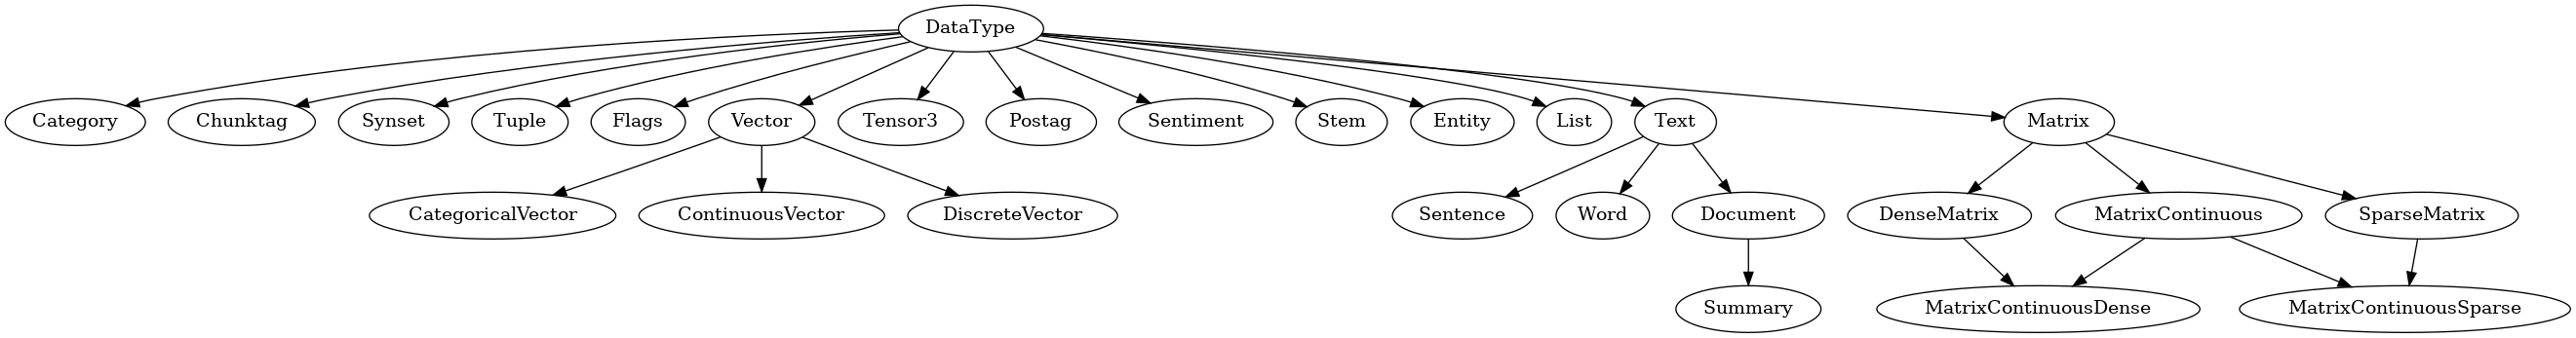 DataType
Category
Chunktag
Synset
Tuple
Flags
Vector
Tensor3
Postag
Sentiment
Stem
Entity
List
Text
Matrix
CategoricalVector
ContinuousVector
DiscreteVector
Sentence
Word
Document
DenseMatrix
MatrixContinuous
SparseMatrix
Summary
MatrixContinuousDense
MatrixContinuousSparse